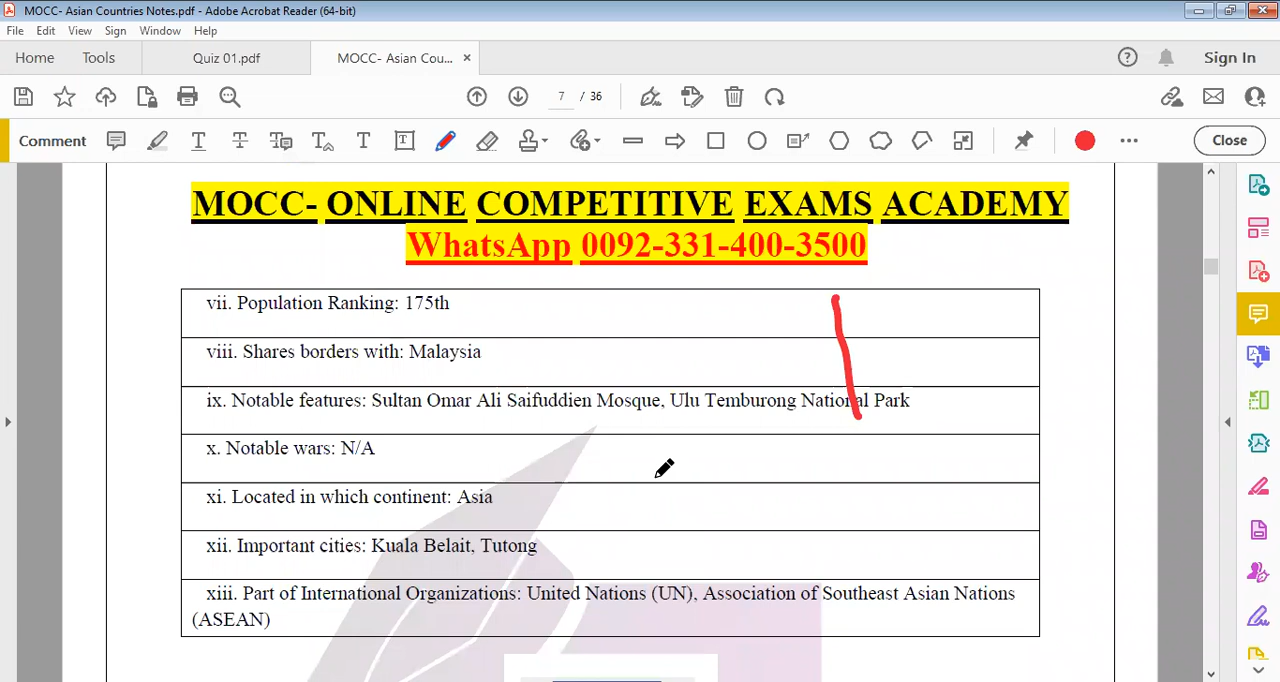 MOCC- Asian Countries Notes.pdf - Adobe Acrobat Reader (64-bit)
File Edit View Sign Window Help
Home Tools Quiz 01.pdf MOCC- Asian Cou... × Sign In
7 / 36
Comment Close
MOCC- ONLINE COMPETITIVE EXAMS ACADEMY
WhatsApp 0092-331-400-3500
vii. Population Ranking: 175th
viii. Shares borders with: Malaysia
ix. Notable features: Sultan Omar Ali Saifuddien Mosque, Ulu Temburong National Park
x. Notable wars: N/A
xi. Located in which continent: Asia
xii. Important cities: Kuala Belait, Tutong
xiii. Part of International Organizations: United Nations (UN), Association of Southeast Asian Nations
(ASEAN)